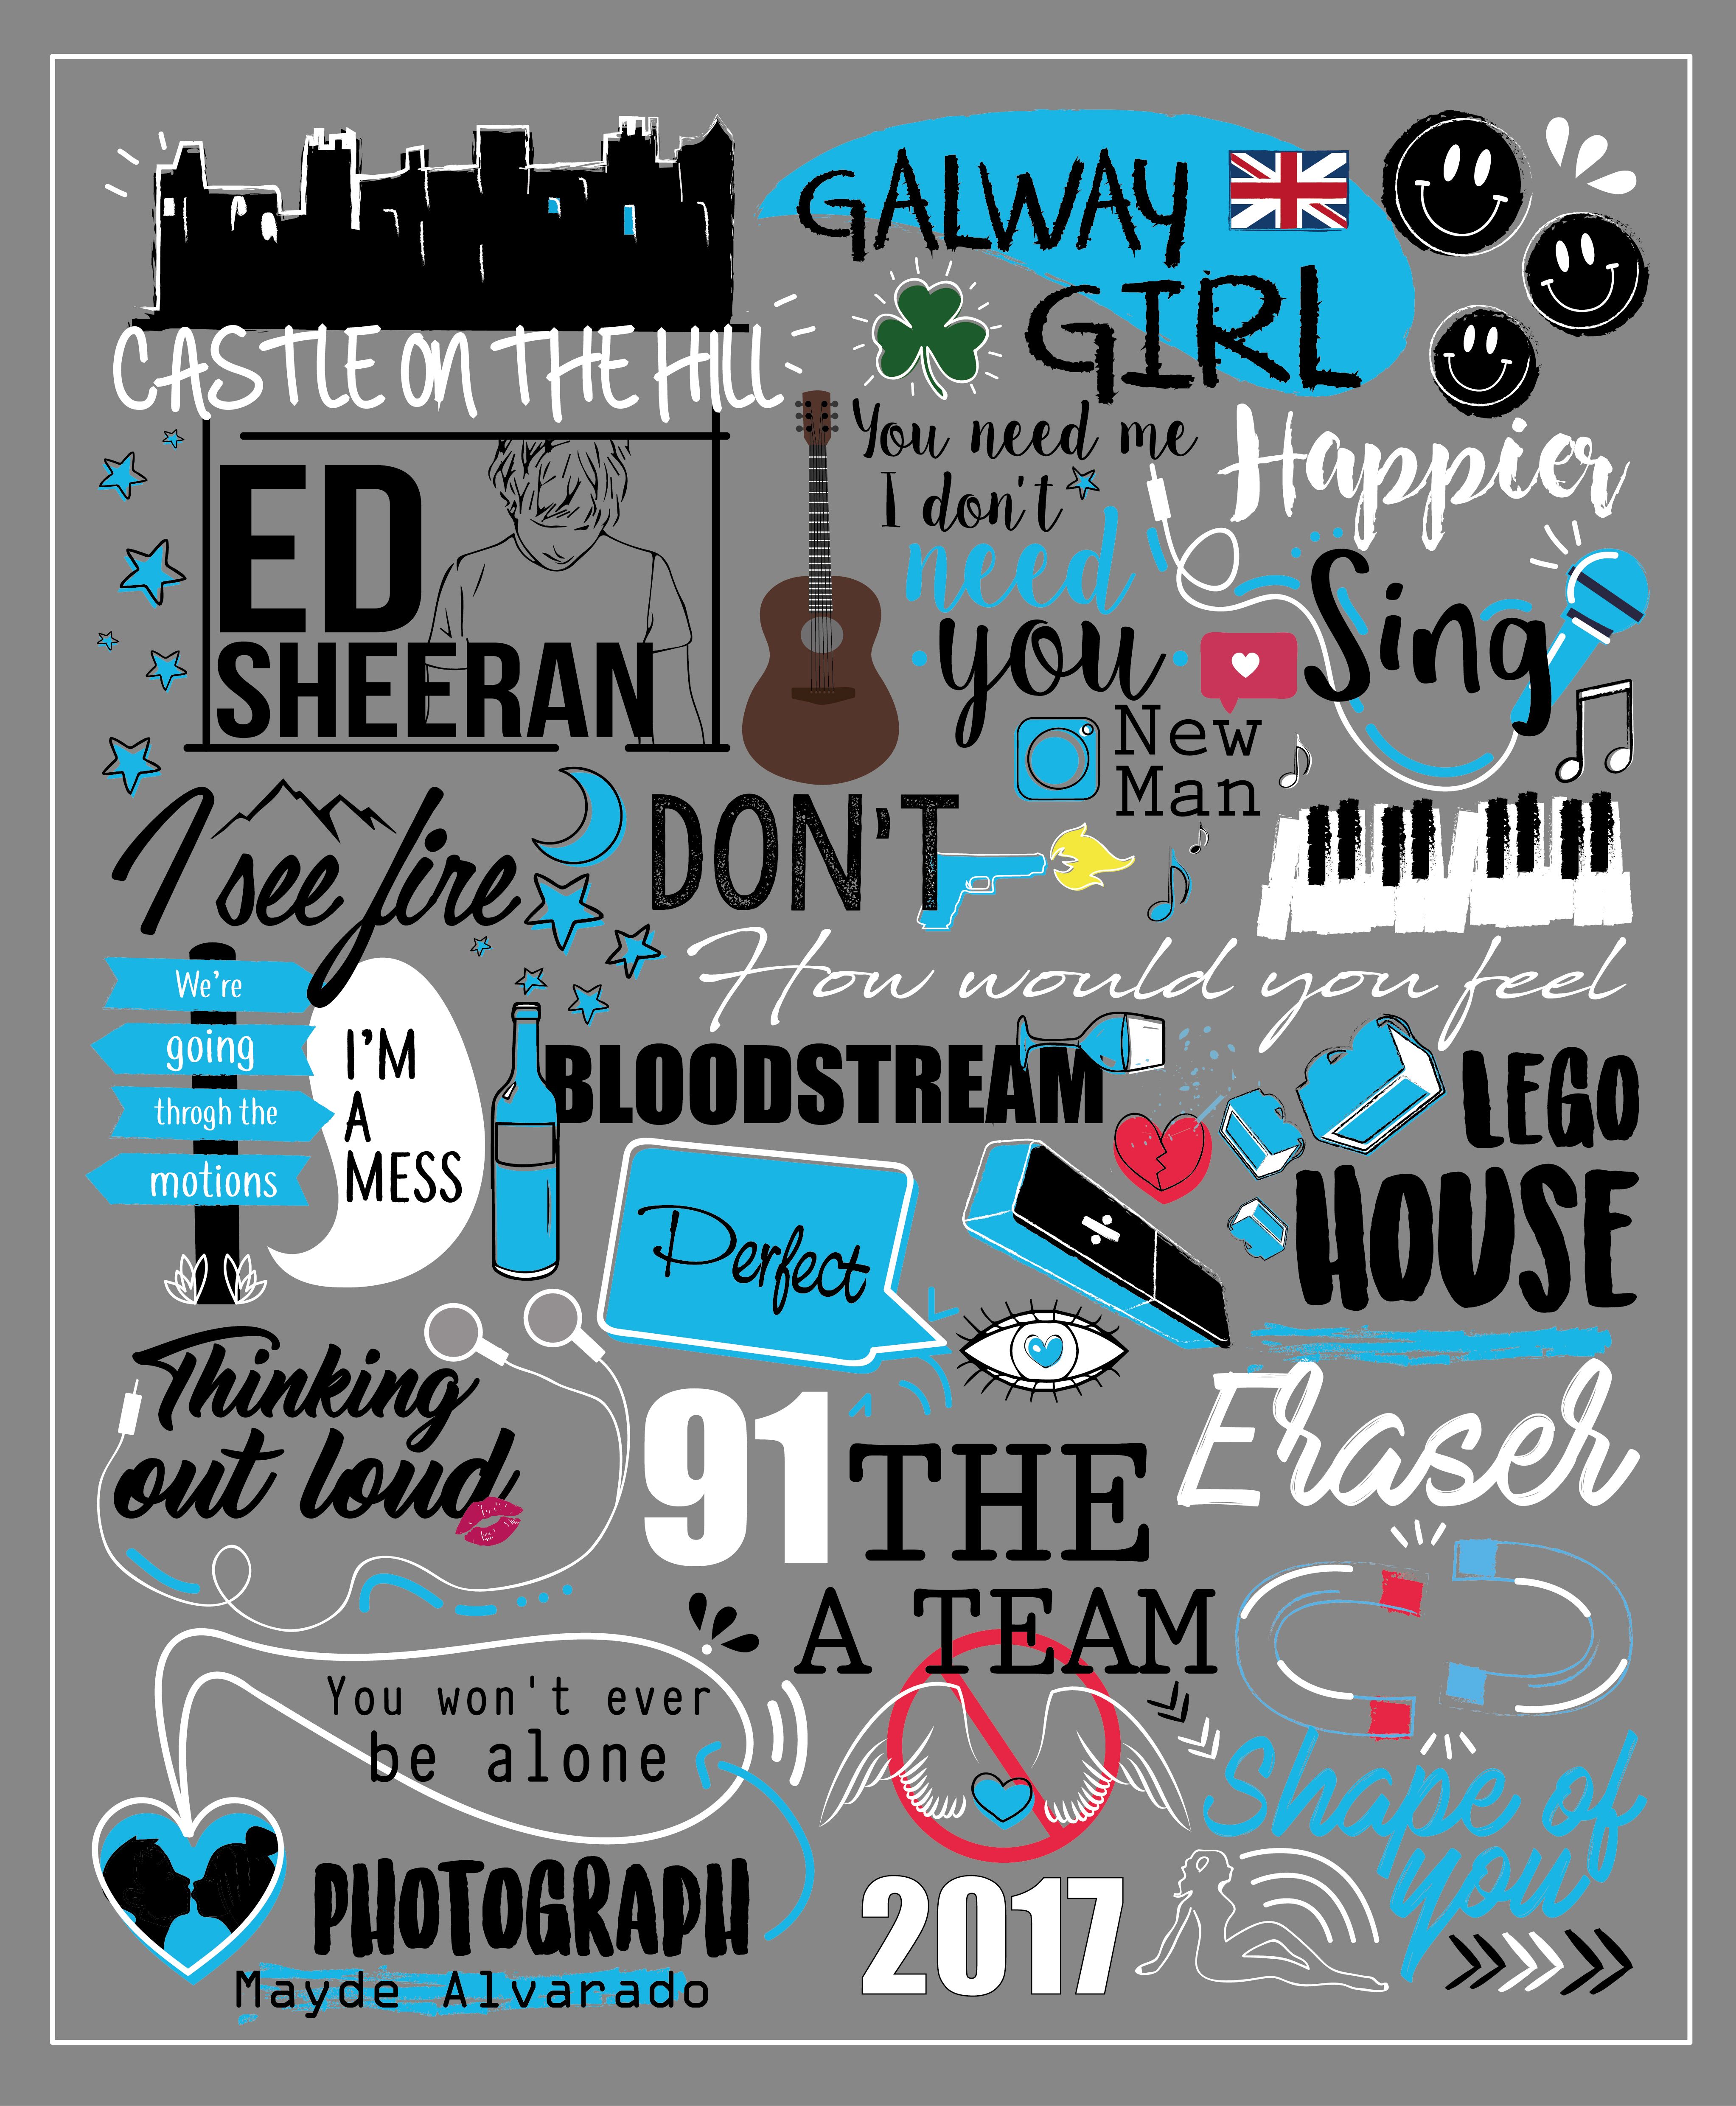 CASTLE ON THE HILL
GALWAY
GIRL
ED
SHEERAN
You need me
I don't
need
you
Happier
Sing
New
Man
I see fire
DON'T
How would you feel
We're
going
throgh the
motions
I'M
A
MESS
BLOODSTREAM
LEGO
HOUSE
Perfect
Thinking
out loud
91
THE
A TEAM
Eraser
You won't ever
be alone
Shape of
you
PHOTOGRAPH
Mayde Alvarado
2017